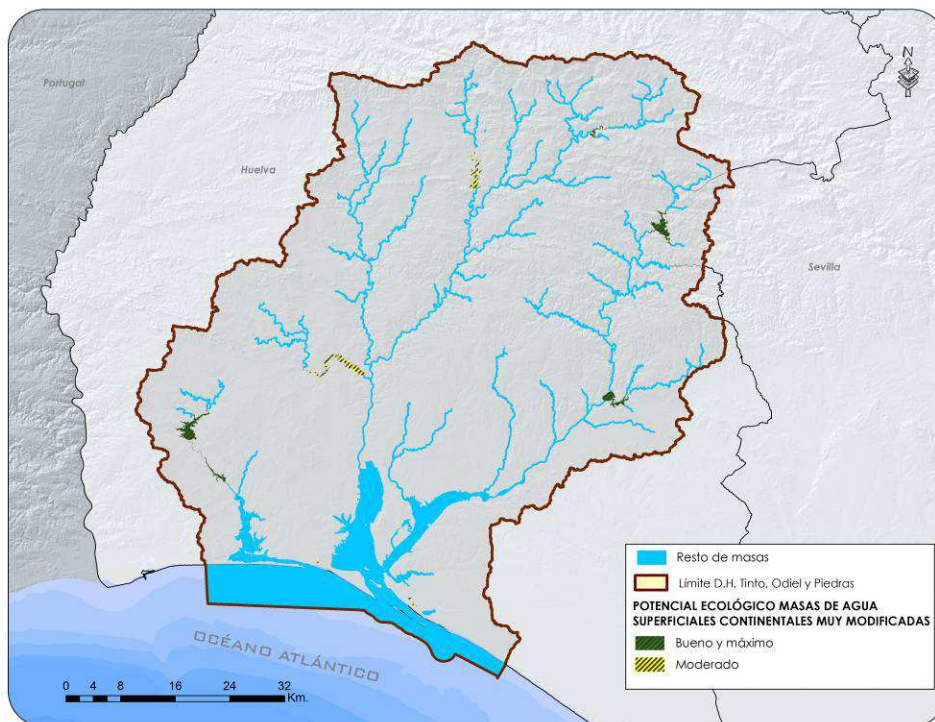 N
Portugal
Huelva
Sevilla
OCÉANO ATLÁNTICO
0 4 8 16 24 32
Km.
Resto de masas
Límite D.H. Tinto, Odiel y Piedras
POTENCIAL ECOLÓGICO MASAS DE AGUA
SUPERFICIALES CONTINENTALES MUY MODIFICADAS
Bueno y máximo
Moderado